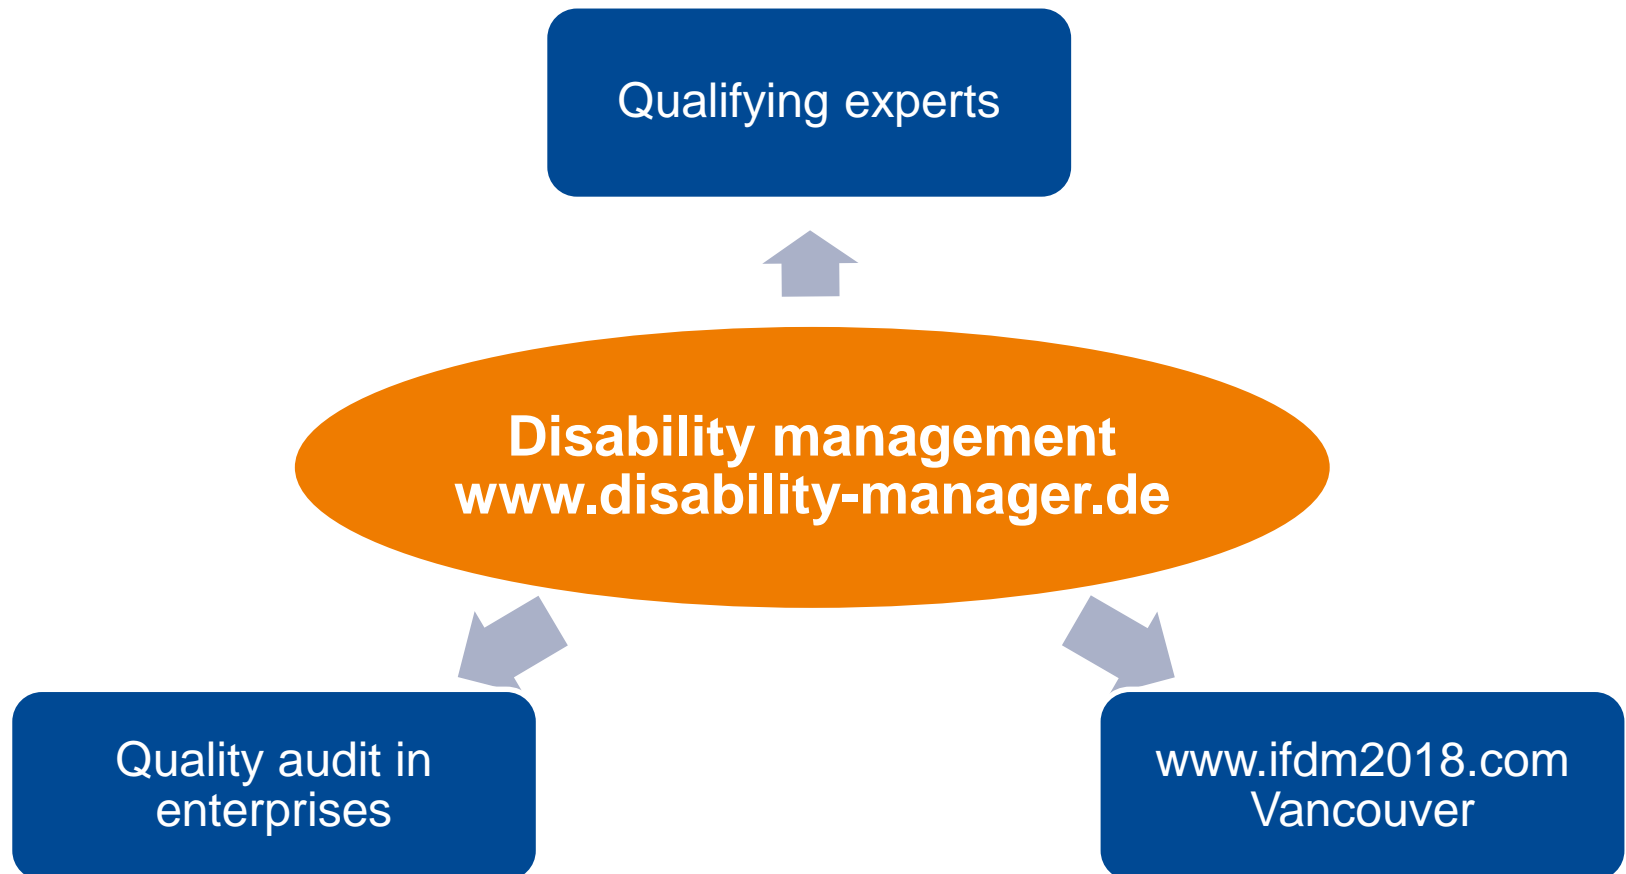 Qualifying experts
Disability management
www.disability-manager.de
Quality audit in
enterprises
www.ifdm2018.com
Vancouver